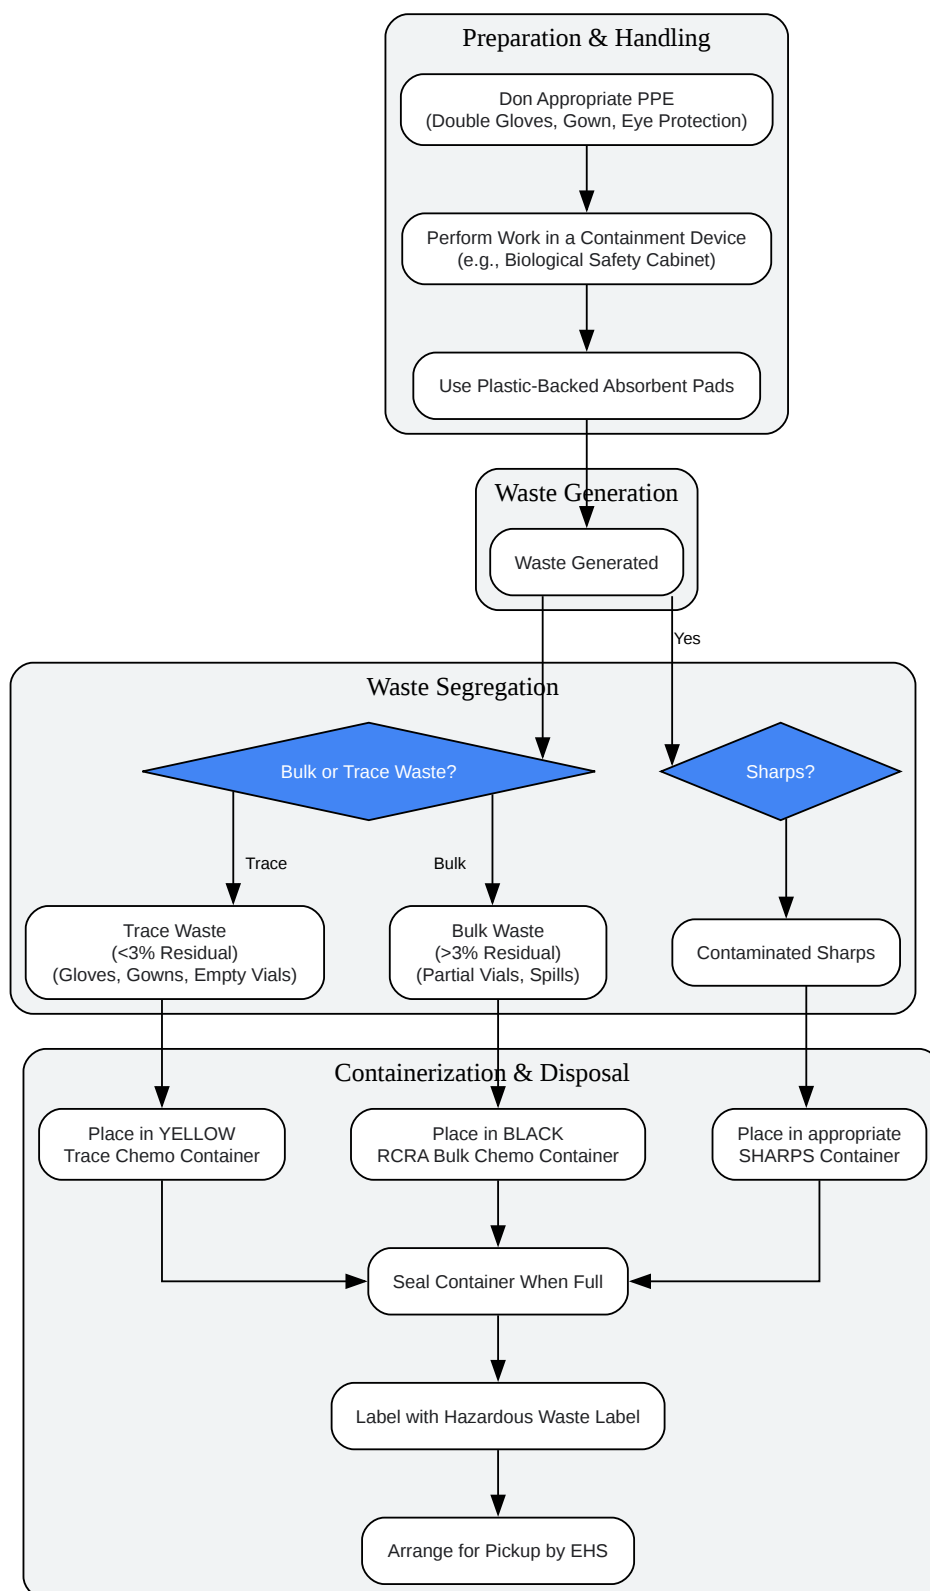 Preparation & Handling
Don Appropriate PPE
(Double Gloves, Gown, Eye Protection)
Perform Work in a Containment Device
(e.g., Biological Safety Cabinet)
Use Plastic-Backed Absorbent Pads
Waste Generation
Waste Generated
Yes
Waste Segregation
Bulk or Trace Waste?
Sharps?
Trace
Bulk
Trace Waste
(<3% Residual)
(Gloves, Gowns, Empty Vials)
Bulk Waste
(>3% Residual)
(Partial Vials, Spills)
Contaminated Sharps
Containerization & Disposal
Place in YELLOW
Trace Chemo Container
Place in BLACK
RCRA Bulk Chemo Container
Place in appropriate
SHARPS Container
Seal Container When Full
Label with Hazardous Waste Label
Arrange for Pickup by EHS